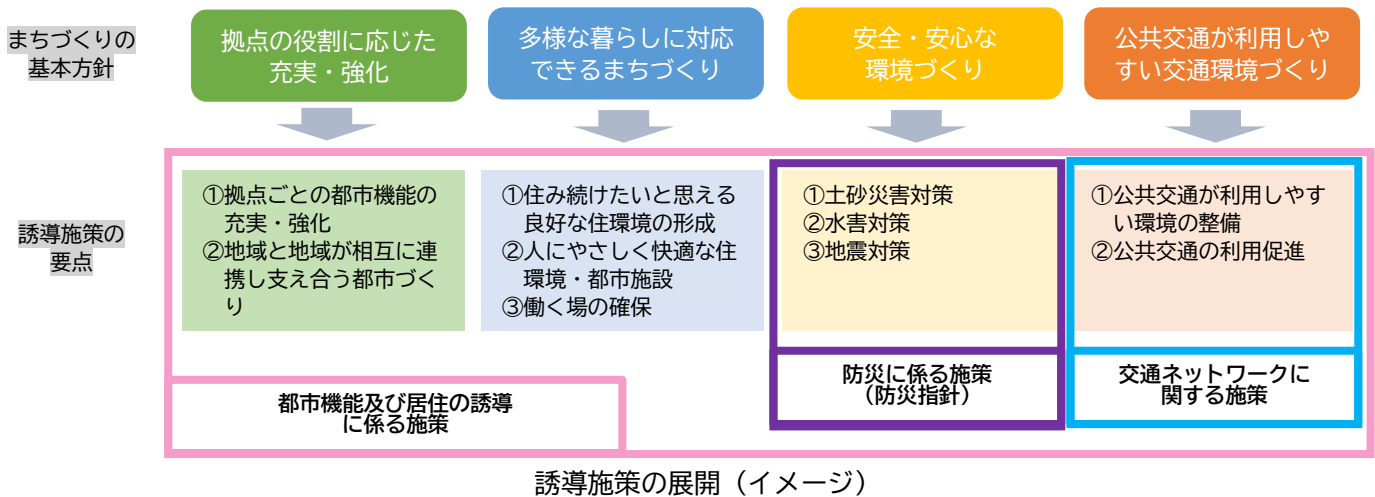 まちづくりの
基本方針
拠点の役割に応じた
充実・強化
多様な暮らしに対応
できるまちづくり
安全・安心な
環境づくり
公共交通が利用しや
すい交通環境づくり
誘導施策の
要点
①拠点ごとの都市機能の
充実・強化
②地域と地域が相互に連
携し支え合う都市づく
り
①住み続けたいと思える
良好な住環境の形成
②人にやさしく快適な住
環境・都市施設
③働く場の確保
①土砂災害対策
②水害対策
③地震対策
①公共交通が利用しやす
い環境の整備
②公共交通の利用促進
都市機能及び居住の誘導
に係る施策
防災に係る施策
（防災指針）
交通ネットワークに
関する施策
誘導施策の展開（イメージ）